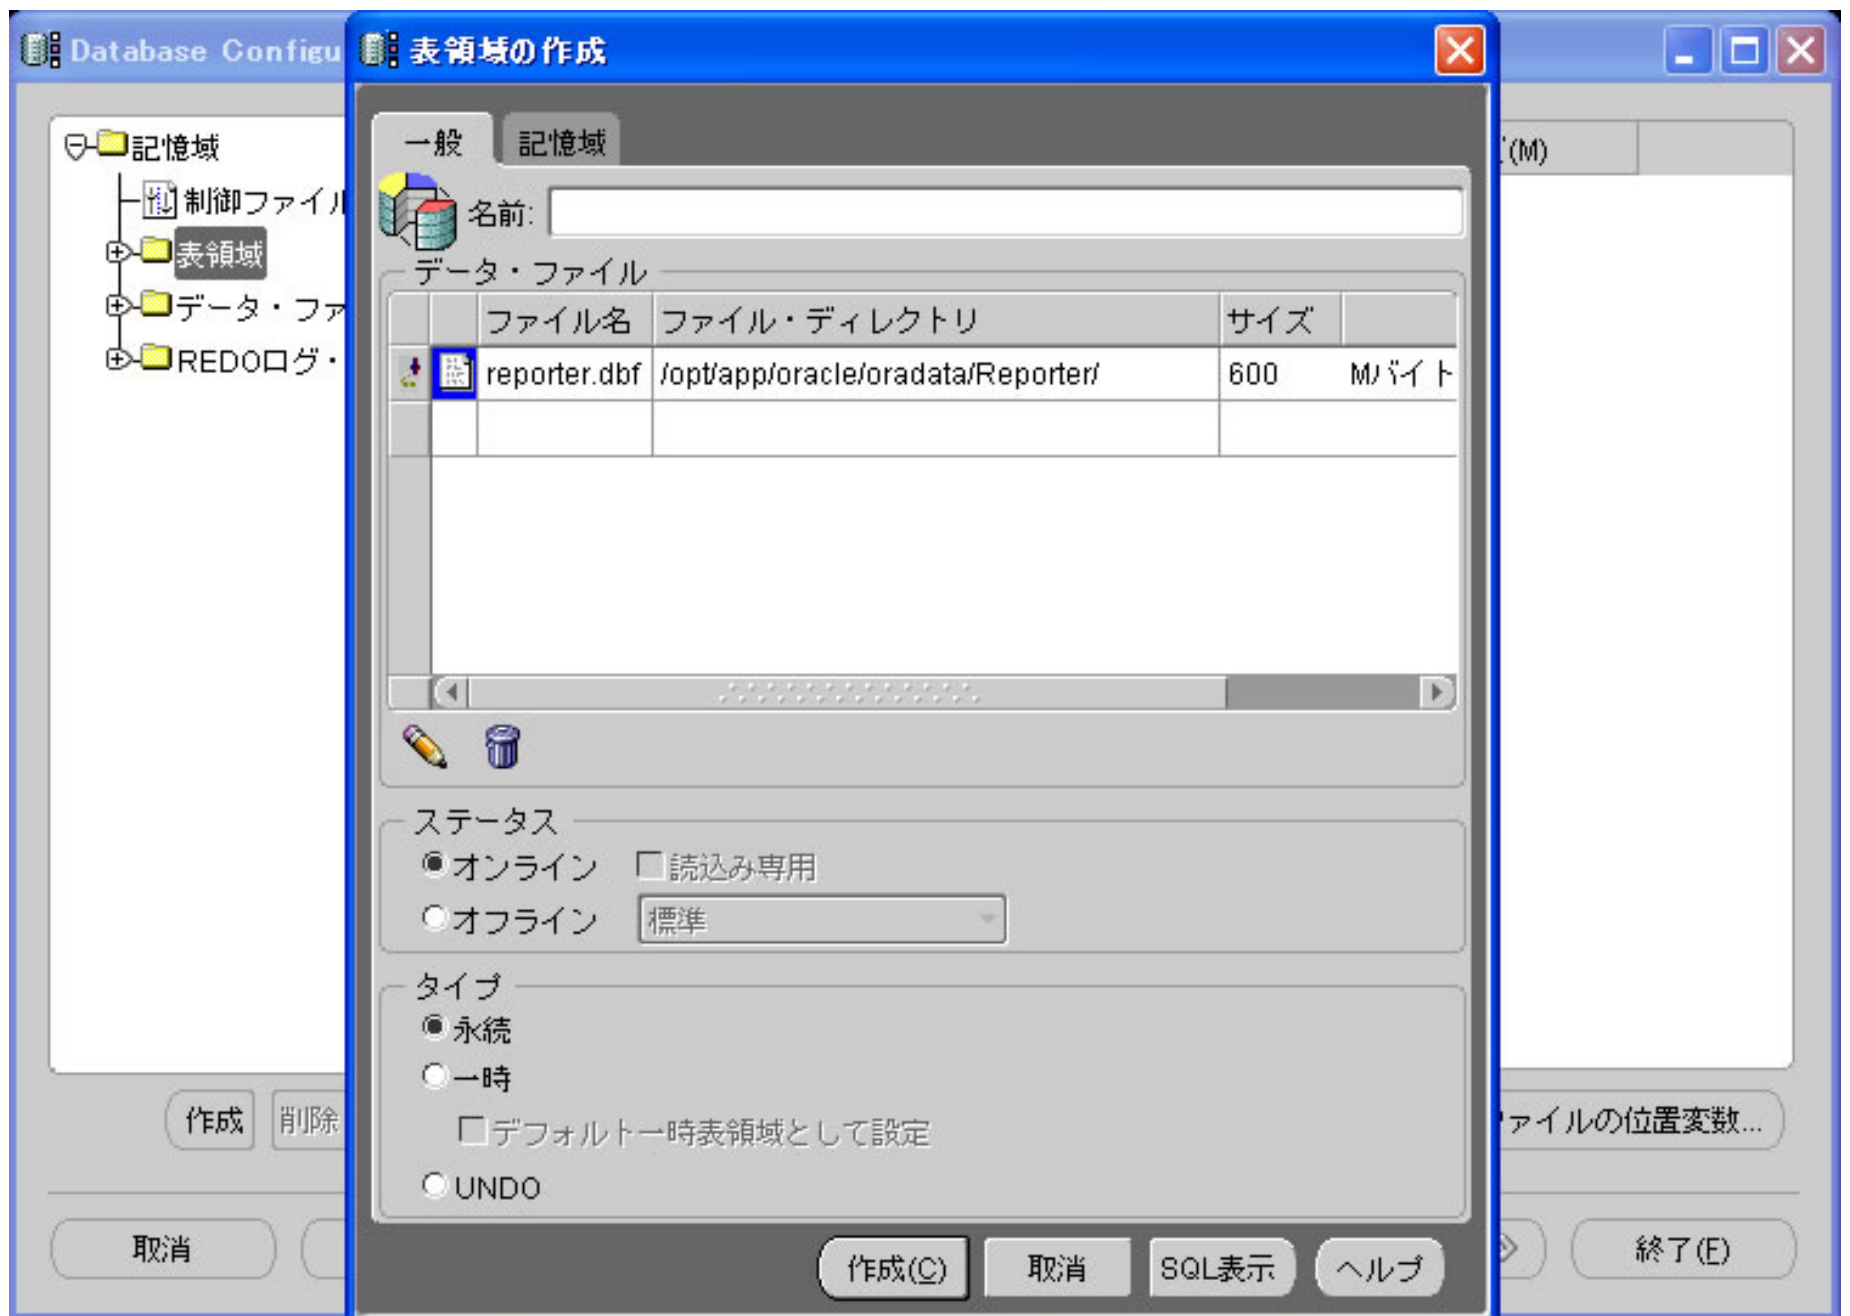 Database Configu
表領域の作成
記憶域
制御ファイル
表領域
データ・ファ
REDOログ・
一般
記憶域
名前:
データ・ファイル
ファイル名 ファイル・ディレクトリ サイズ
reporter.dbf /opt/app/oracle/oradata/Reporter/ 600 Mバイト
ステータス
オンライン 読込み専用
オフライン 標準
タイプ
永続
一時
デフォルト一時表領域として設定
UNDO
作成(C) 取消 SQL表示 ヘルプ
(M)
作成 削除
ァイルの位置変数...
取消
終了(F)